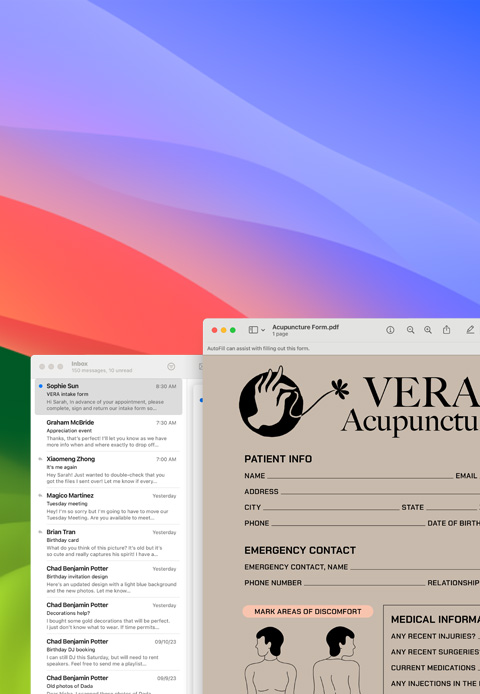 Acupuncture Form.pdf
1 page
AutoFill can assist with filling out this form.
Inbox
Sophie Sun 8:30 AM
VERA intake form
Hi Sarah, In advance of your appointment, please
complete, sign and return our intake form so...
Graham McBride 7:30 AM
Appreciation event
Thanks, that's perfect! I'll let you know as we have
more info when and where exactly to drop off...
Xiaomeng Zhong 7:00 AM
It's me again
Hey Sarah! Just wanted to double-check that you
got the files I sent over! Let me know if every...
Magico Martinez Yesterday
Tuesday meeting
Hey! I'm so sorry but I'm going to have to move our
Tuesday Meeting. Are you available to meet...
Brian Tran Yesterday
Birthday card
What do you think of this picture? It's old but it's
so cute and really captures his spirit! I have a...
Chad Benjamin Potter Yesterday
Birthday invitation design
Here's an updated design with a light blue background
and the new photos. Let me know...
Chad Benjamin Potter Yesterday
Decorations help?
I bought some gold decorations that will be perfect.
I just don't know what to wear. If time permits...
Chad Benjamin Potter 09/10/23
Birthday DJ booking
I can still DJ this Saturday, but will need to rent
speakers. Feel free to send me a playlist...
Chad Benjamin Potter
Old photos of Dada
VERA
Acupunctu
PATIENT INFO
NAME EMAIL
ADDRESS
CITY STATE
PHONE DATE OF BIRTH
EMERGENCY CONTACT
EMERGENCY CONTACT, NAME
PHONE NUMBER RELATIONSHIP
MARK AREAS OF DISCOMFORT
MEDICAL INFORMA
ANY RECENT INJURIES?
ANY RECENT SURGERIES
CURRENT MEDICATIONS
ANY INJECTIONS IN THE